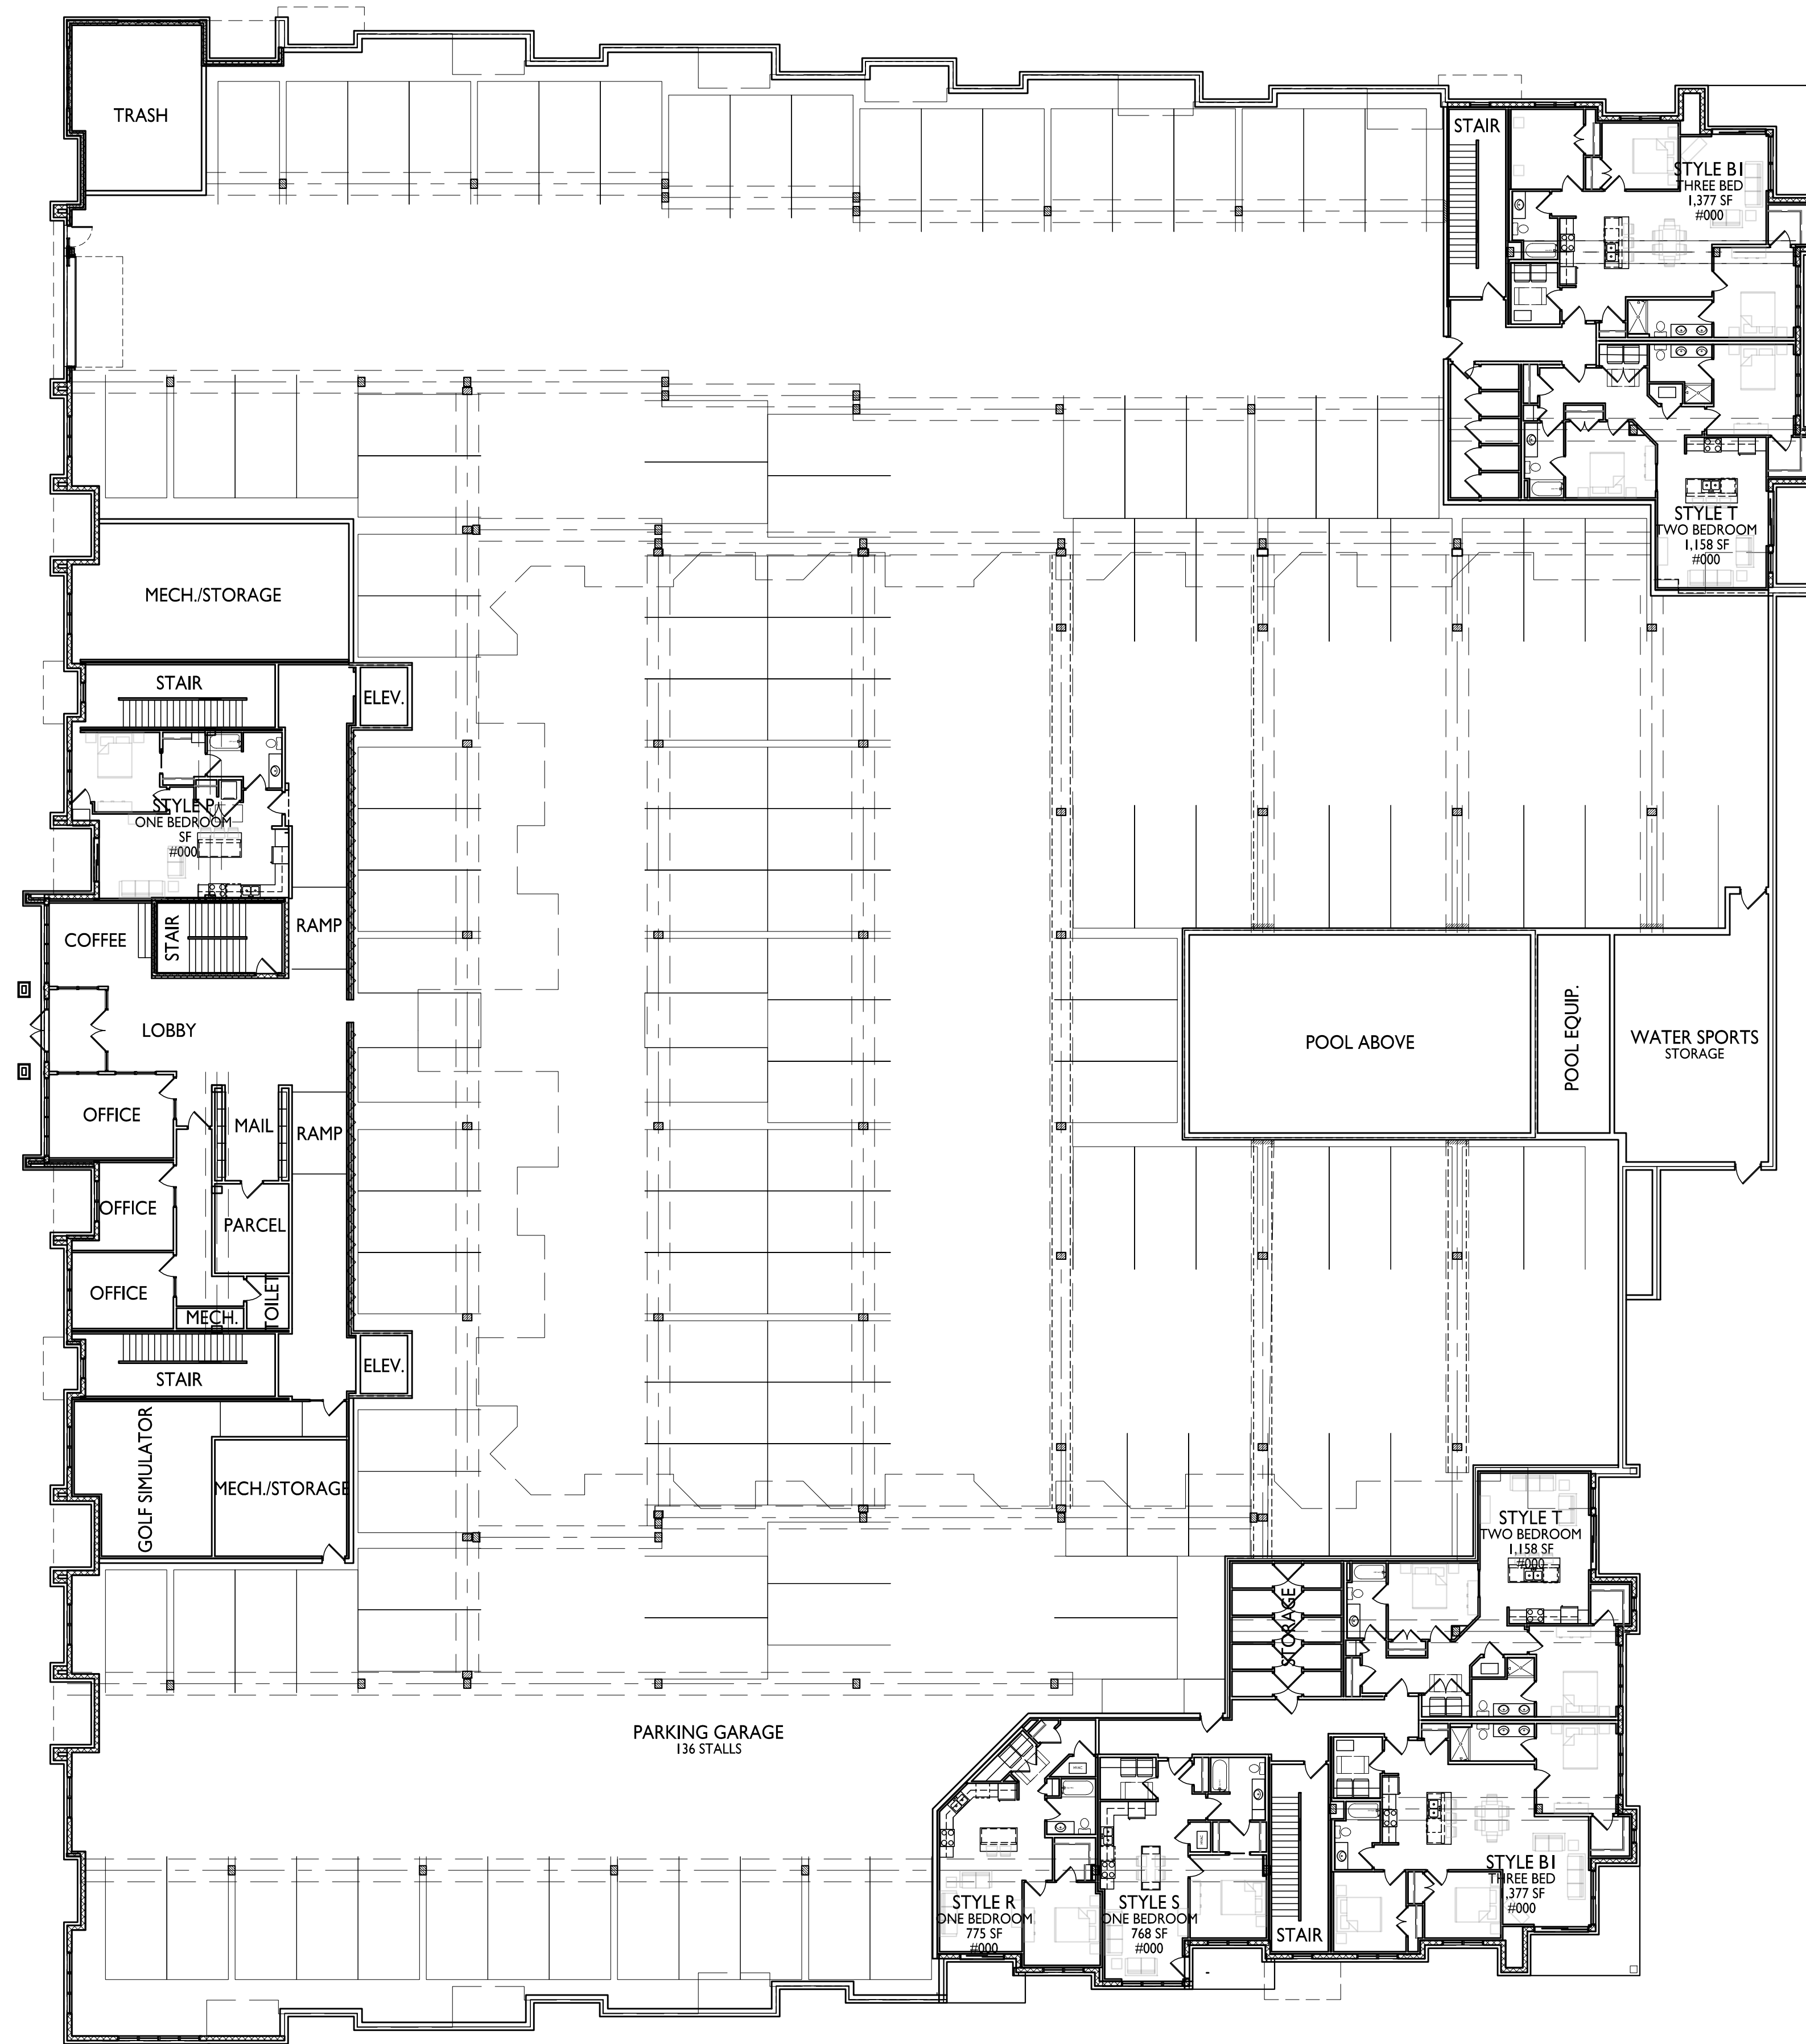 TRASH
STAIR
STYLE B1
THREE BED
1,377 SF
#000
STYLE T
TWO BEDROOM
1,158 SF
#000
MECH./STORAGE
STAIR
ELEV.
STYLE P
ONE BEDROOM
SF
#000
COFFEE
STAIR
RAMP
LOBBY
POOL ABOVE
POOL EQUIP.
WATER SPORTS
STORAGE
OFFICE
MAIL
RAMP
OFFICE
PARCEL
OFFICE
MECH.
TOILET
STAIR
ELEV.
GOLF SIMULATOR
MECH./STORAGE
STYLE T
TWO BEDROOM
1,158 SF
#000
STORAGE
PARKING GARAGE
136 STALLS
STYLE R
ONE BEDROOM
775 SF
#000
STYLE S
ONE BEDROOM
768 SF
#000
STAIR
STYLE B1
THREE BED
1,377 SF
#000